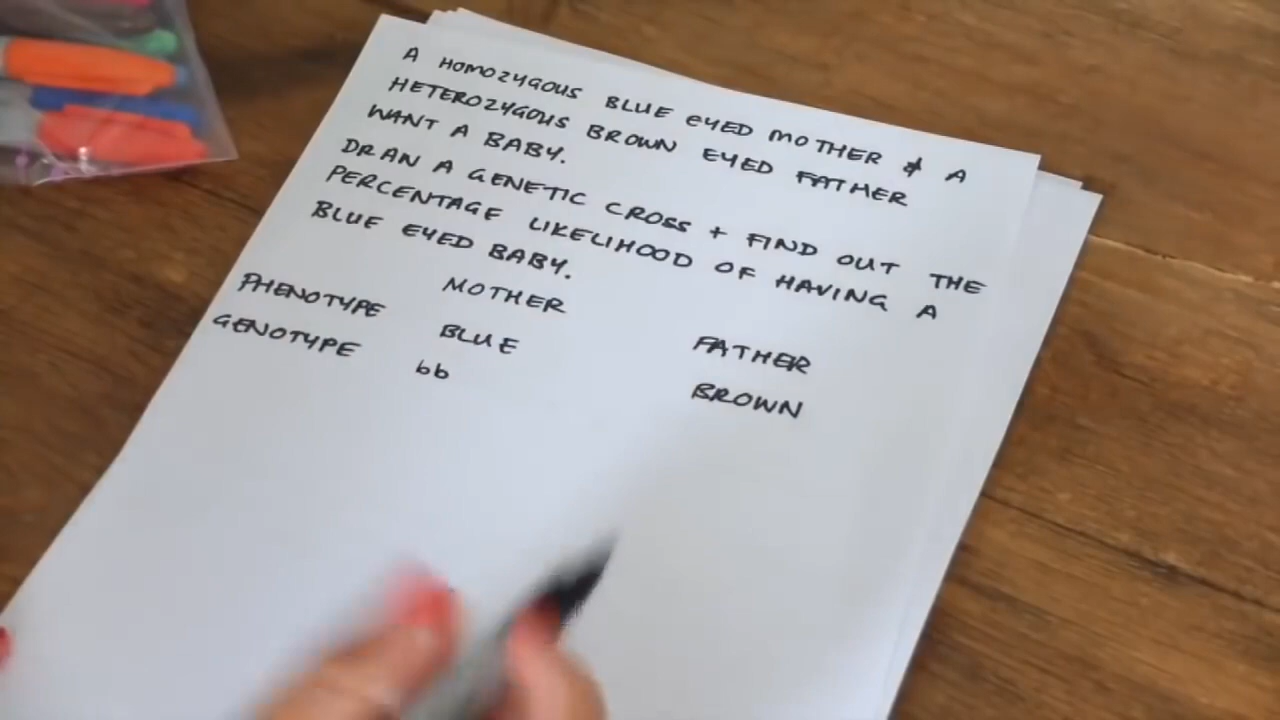 A HOMOZYGOUS BLUE EYED MOTHER & A
HETEROZYGOUS BROWN EYED FATHER
WANT A BABY.
DRAN A GENETIC CROSS + FIND OUT THE
PERCENTAGE LIKELIHOOD OF HAVING A
BLUE EYED BABY.
MOTHER FATHER
PHENOTYPE BLUE BROWN
GENOTYPE bb